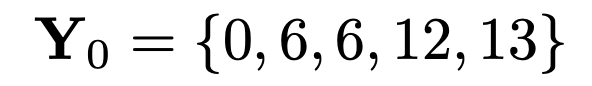 Y₀ = {0, 6, 6, 12, 13}